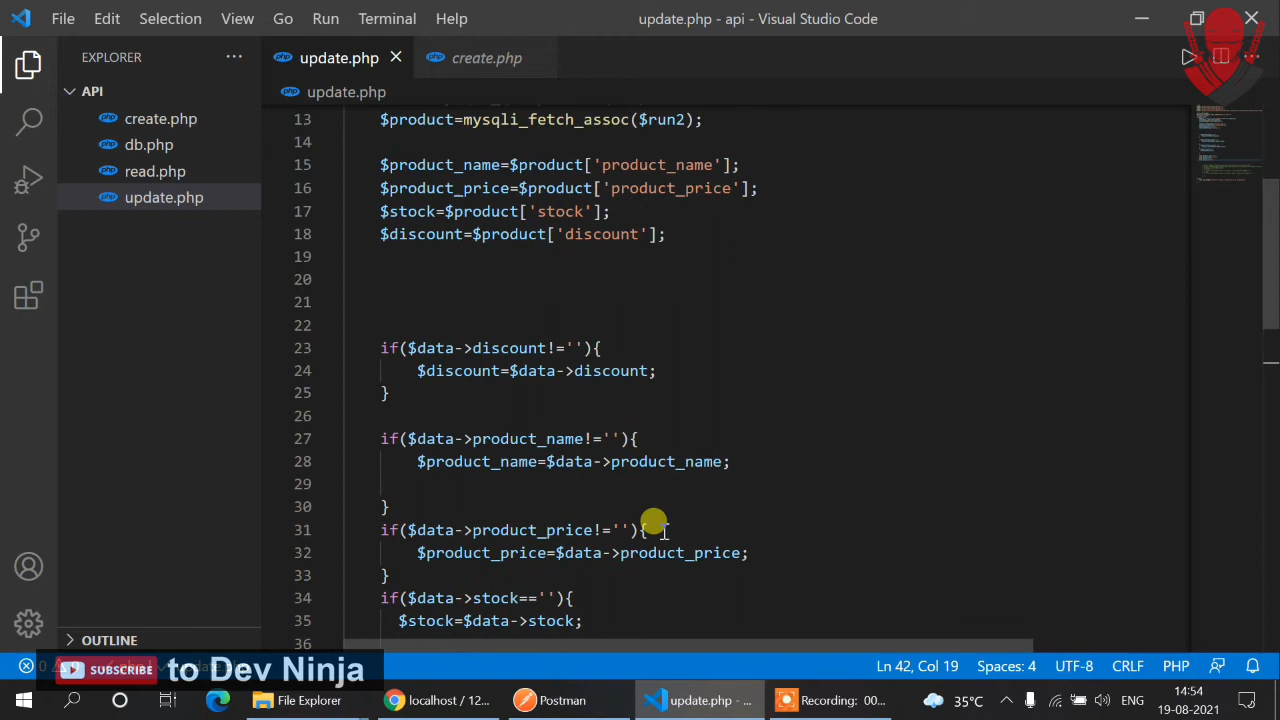 File Edit Selection View Go Run Terminal Help update.php - api - Visual Studio Code
EXPLORER
update.php
create.php
API
update.php
create.php
db.php
read.php
update.php
13 $product=mysqli_fetch_assoc($run2);
14
15 $product_name=$product['product_name'];
16 $product_price=$product['product_price'];
17 $stock=$product['stock'];
18 $discount=$product['discount'];
19
20
21
22
23 if($data->discount!=''){
24 $discount=$data->discount;
25 }
26
27 if($data->product_name!=''){
28 $product_name=$data->product_name;
29
30 }
31 if($data->product_price!=''){
32 $product_price=$data->product_price;
33 }
34 if($data->stock==''){
35 $stock=$data->stock;
36
OUTLINE
SUBSCRIBE to Dev Ninja
Ln 42, Col 19 Spaces: 4 UTF-8 CRLF PHP
File Explorer
localhost / 12...
Postman
update.php - ...
Recording: 00...
35°C
ENG
14:54
19-08-2021